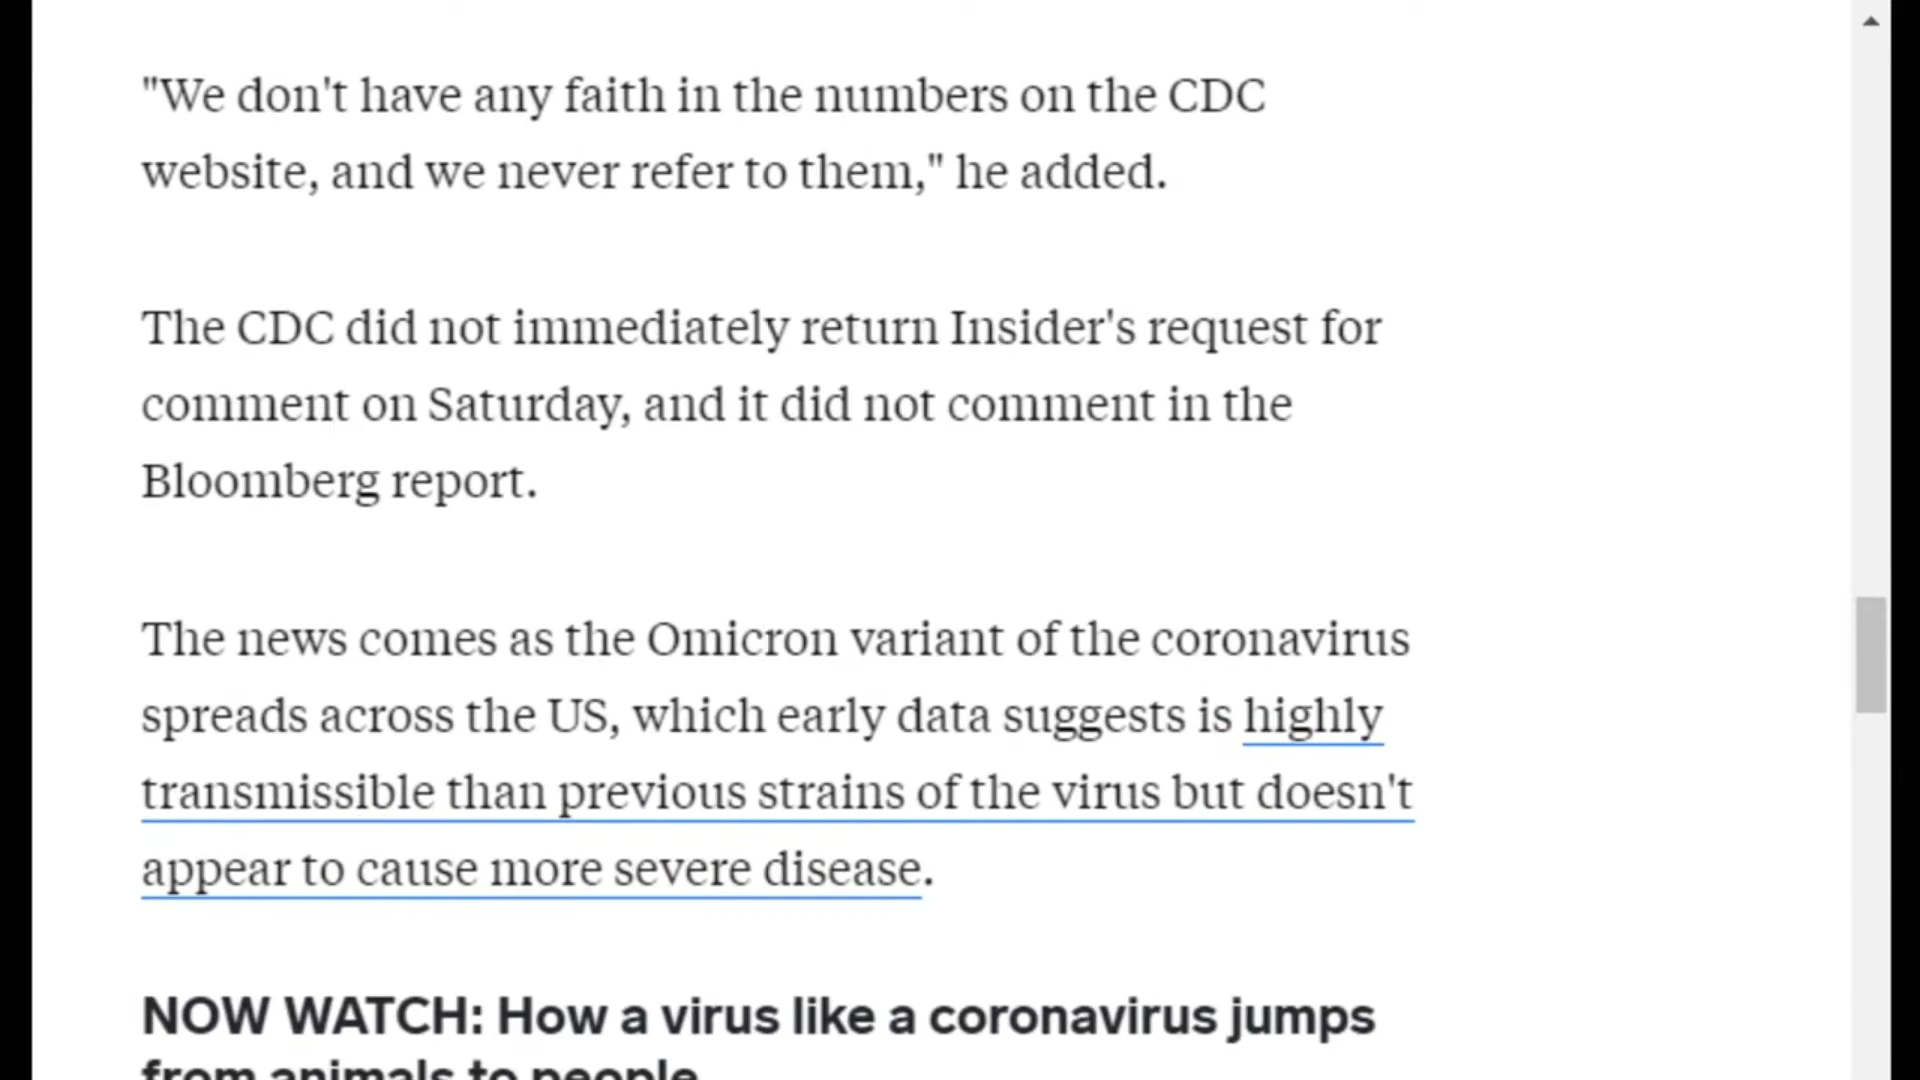 "We don't have any faith in the numbers on the CDC
website, and we never refer to them," he added.
The CDC did not immediately return Insider's request for
comment on Saturday, and it did not comment in the
Bloomberg report.
The news comes as the Omicron variant of the coronavirus
spreads across the US, which early data suggests is highly
transmissible than previous strains of the virus but doesn't
appear to cause more severe disease.
NOW WATCH: How a virus like a coronavirus jumps
from animals to people